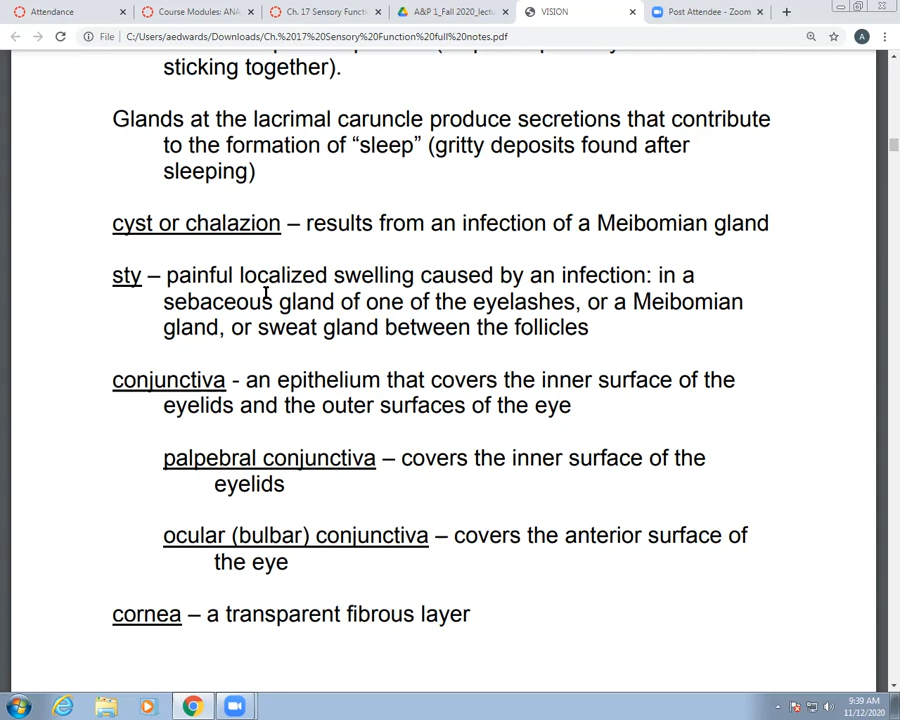 Attendance
Course Modules: ANA
Ch. 17 Sensory Functi
A&P 1_Fall 2020_lectu
VISION
Post Attendee - Zoom
File
C:/Users/aedwards/Downloads/Ch.%2017%20Sensory%20Function%20full%20notes.pdf
A
sticking together).
Glands at the lacrimal caruncle produce secretions that contribute
to the formation of “sleep” (gritty deposits found after
sleeping)
cyst or chalazion – results from an infection of a Meibomian gland
sty – painful localized swelling caused by an infection: in a
sebaceous gland of one of the eyelashes, or a Meibomian
gland, or sweat gland between the follicles
conjunctiva - an epithelium that covers the inner surface of the
eyelids and the outer surfaces of the eye
palpebral conjunctiva – covers the inner surface of the
eyelids
ocular (bulbar) conjunctiva – covers the anterior surface of
the eye
cornea – a transparent fibrous layer
9:39 AM
11/12/2020